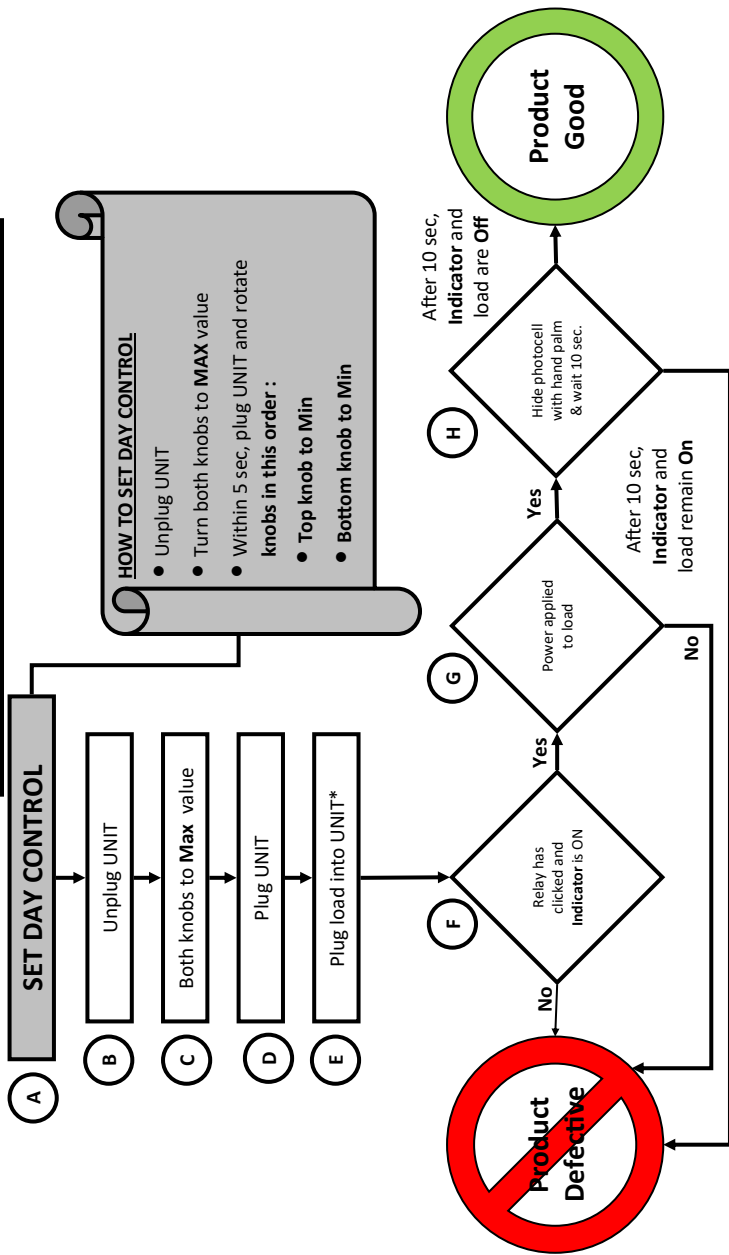 A
SET DAY CONTROL
HOW TO SET DAY CONTROL
● Unplug UNIT
● Turn both knobs to MAX value
● Within 5 sec, plug UNIT and rotate
knobs in this order :
● Top knob to Min
● Bottom knob to Min
B
Unplug UNIT
C
Both knobs to Max value
D
Plug UNIT
E
Plug load into UNIT*
F
Relay has
clicked and
Indicator is ON
No
Yes
G
Power applied
to load
No
Yes
H
Hide photocell
with hand palm
& wait 10 sec.
After 10 sec,
Indicator and
load are Off
After 10 sec,
Indicator and
load remain On
Product
Good
Product
Defective